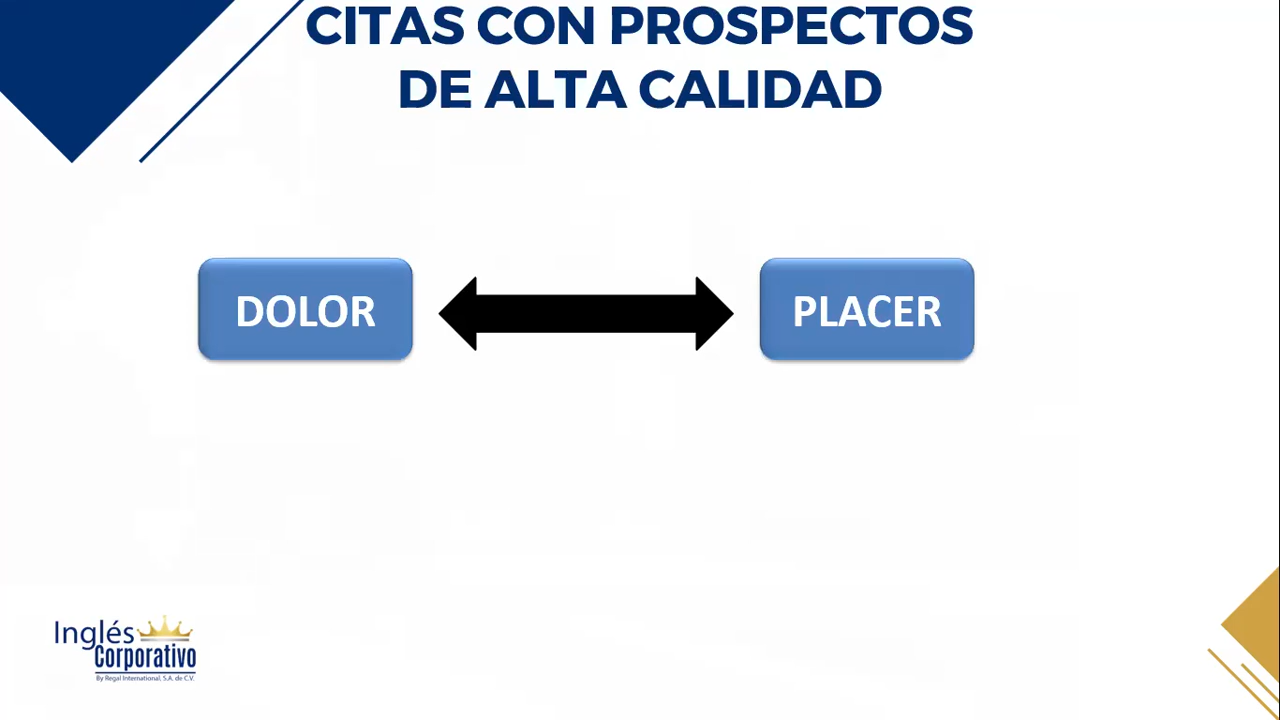 CITAS CON PROSPECTOS
DE ALTA CALIDAD
DOLOR
PLACER
Inglés
Corporativo
By Regal International, S.A. de C.V.